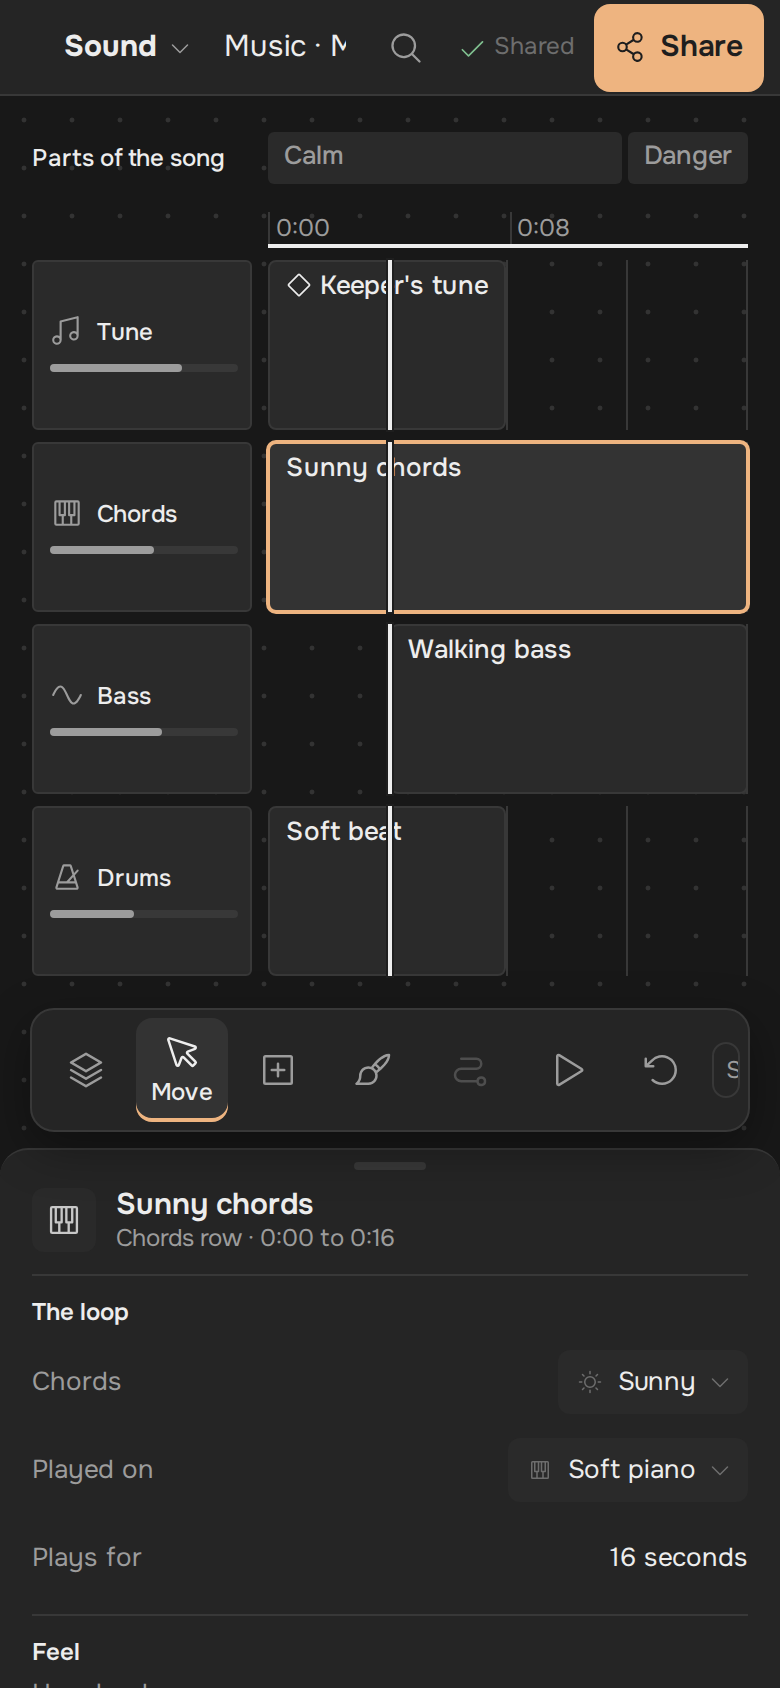 Sound
Music · M
Shared
Share
Parts of the song
Calm
Danger
0:00
0:08
Tune
Keeper's tune
Chords
Sunny chords
Bass
Walking bass
Drums
Soft beat
Move
S
Sunny chords
Chords row · 0:00 to 0:16
The loop
Chords
Sunny
Played on
Soft piano
Plays for
16 seconds
Feel